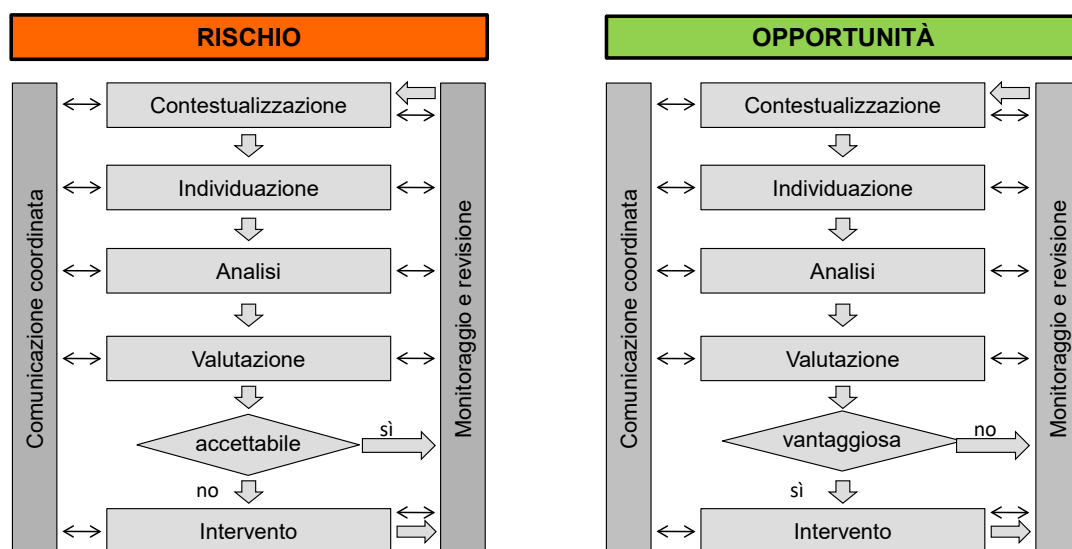 RISCHIO
Comunicazione coordinata
Contestualizzazione
Individuazione
Analisi
Valutazione
accettabile
sì
no
Intervento
Monitoraggio e revisione
OPPORTUNITÀ
Comunicazione coordinata
Contestualizzazione
Individuazione
Analisi
Valutazione
vantaggiosa
no
sì
Intervento
Monitoraggio e revisione